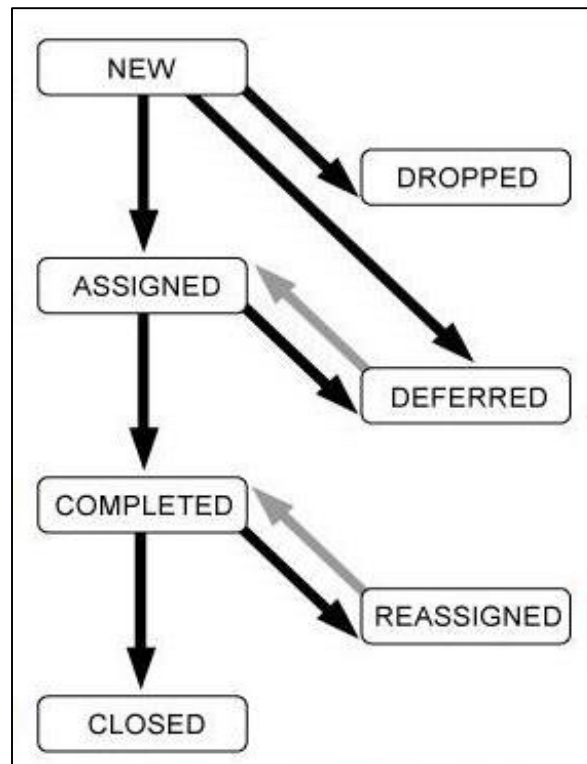 NEW
DROPPED
ASSIGNED
DEFERRED
COMPLETED
REASSIGNED
CLOSED